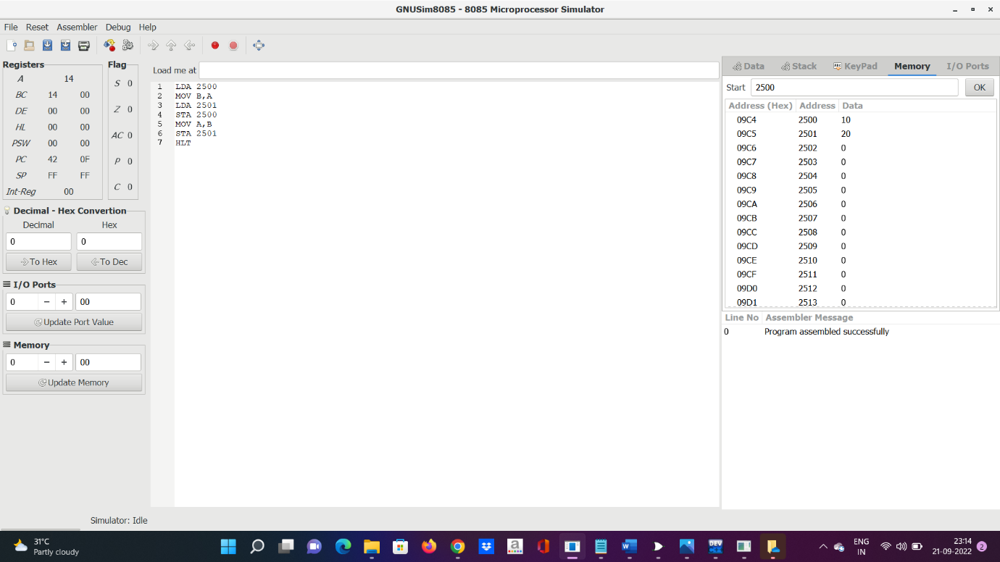 GNUSim8085 - 8085 Microprocessor Simulator
File Reset Assembler Debug Help
Registers
A 14
BC 14 00
DE 00 00
HL 00 00
PSW 00 00
PC 42 0F
SP FF FF
Int-Reg 00
Flag
S 0
Z 0
AC 0
P 0
C 0
Decimal - Hex Convertion
Decimal Hex
0 0
To Hex To Dec
I/O Ports
0 − + 00
Update Port Value
Memory
0 − + 00
Update Memory
Load me at
1 LDA 2500
2 MOV B,A
3 LDA 2501
4 STA 2500
5 MOV A,B
6 STA 2501
7 HLT
Data Stack KeyPad Memory I/O Ports
Start 2500 OK
Address (Hex) Address Data
09C4 2500 10
09C5 2501 20
09C6 2502 0
09C7 2503 0
09C8 2504 0
09C9 2505 0
09CA 2506 0
09CB 2507 0
09CC 2508 0
09CD 2509 0
09CE 2510 0
09CF 2511 0
09D0 2512 0
09D1 2513 0
Line No Assembler Message
0 Program assembled successfully
Simulator: Idle
31°C
Partly cloudy
ENG
IN
23:14
21-09-2022
2